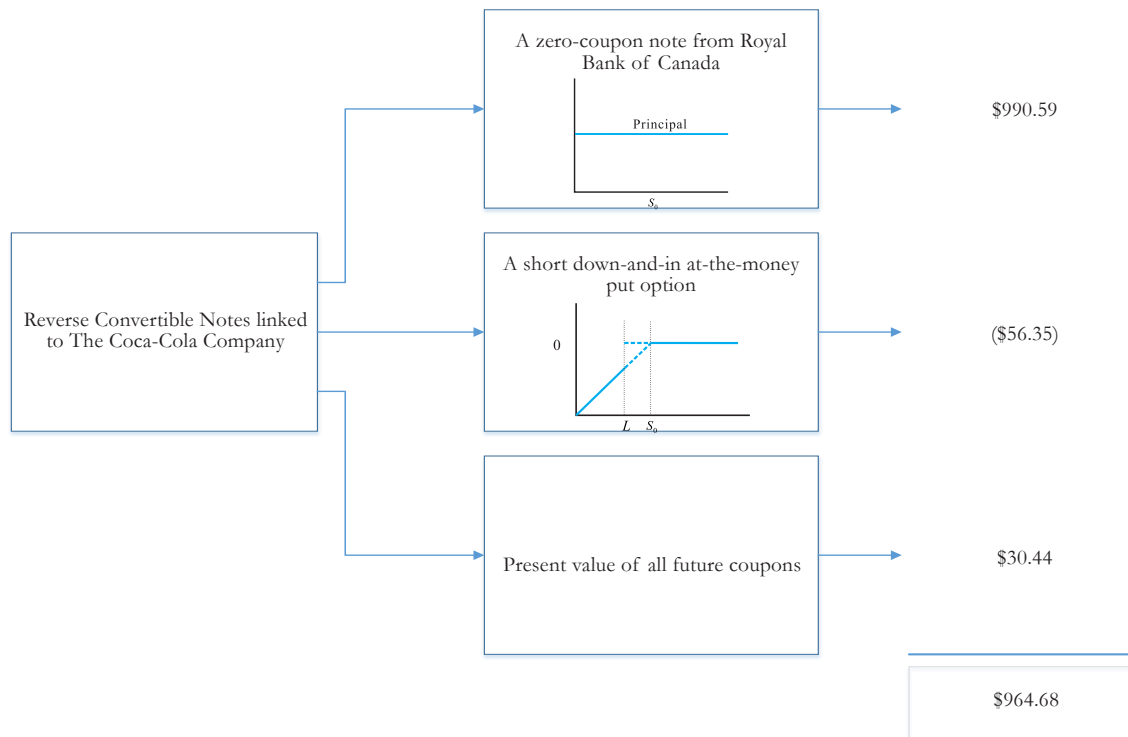 A zero-coupon note from Royal
Bank of Canada
Principal
S₀
$990.59
Reverse Convertible Notes linked
to The Coca-Cola Company
A short down-and-in at-the-money
put option
0
L S₀
($56.35)
Present value of all future coupons
$30.44
$964.68